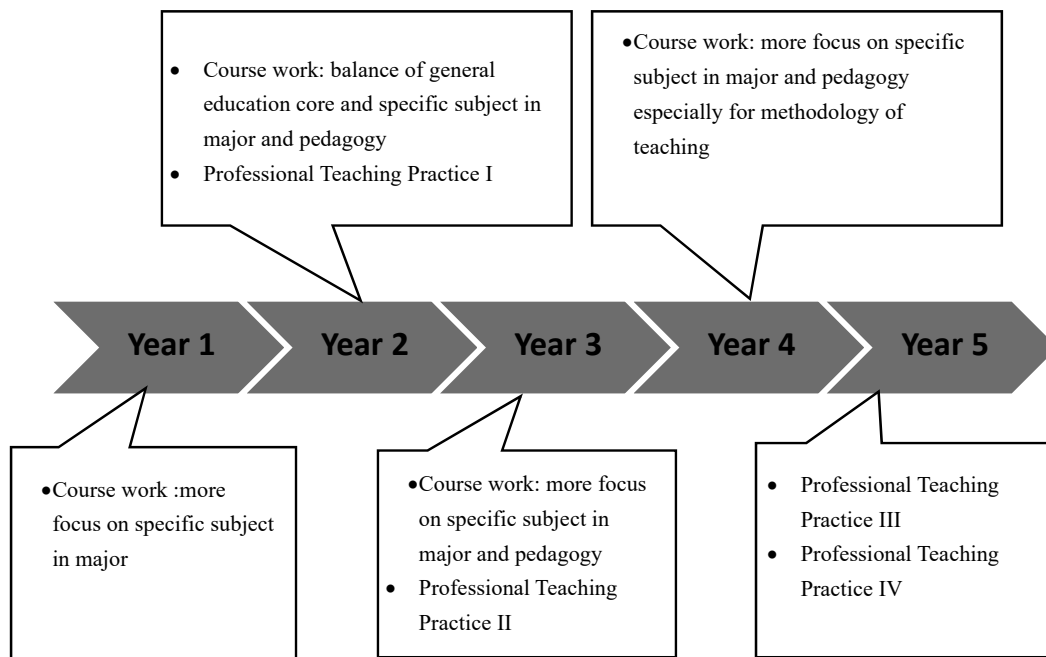 • Course work: balance of general
education core and specific subject in
major and pedagogy
• Professional Teaching Practice I
•Course work: more focus on specific
subject in major and pedagogy
especially for methodology of
teaching
Year 1
Year 2
Year 3
Year 4
Year 5
•Course work :more
focus on specific subject
in major
•Course work: more focus
on specific subject in
major and pedagogy
• Professional Teaching
Practice II
• Professional Teaching
Practice III
• Professional Teaching
Practice IV